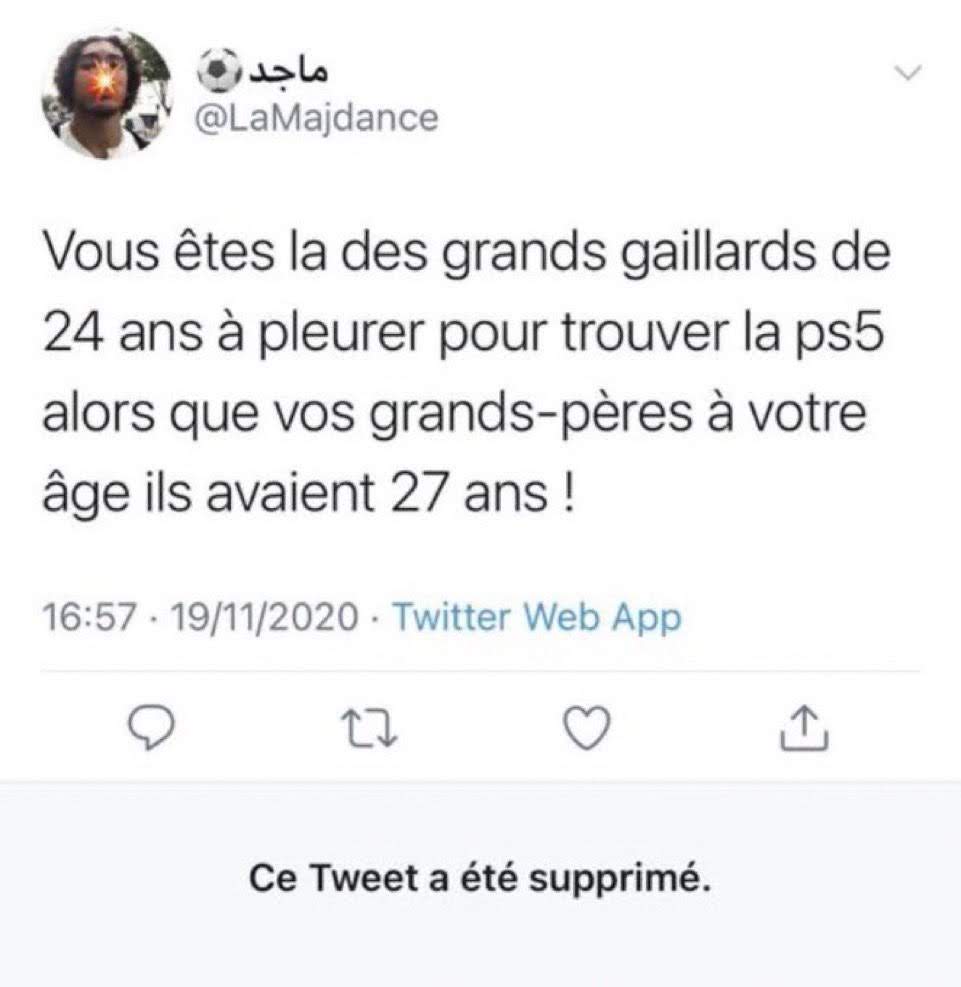 ⚽ماجد
@LaMajdance
Vous êtes la des grands gaillards de
24 ans à pleurer pour trouver la ps5
alors que vos grands-pères à votre
âge ils avaient 27 ans !
16:57 · 19/11/2020 · Twitter Web App
Ce Tweet a été supprimé.